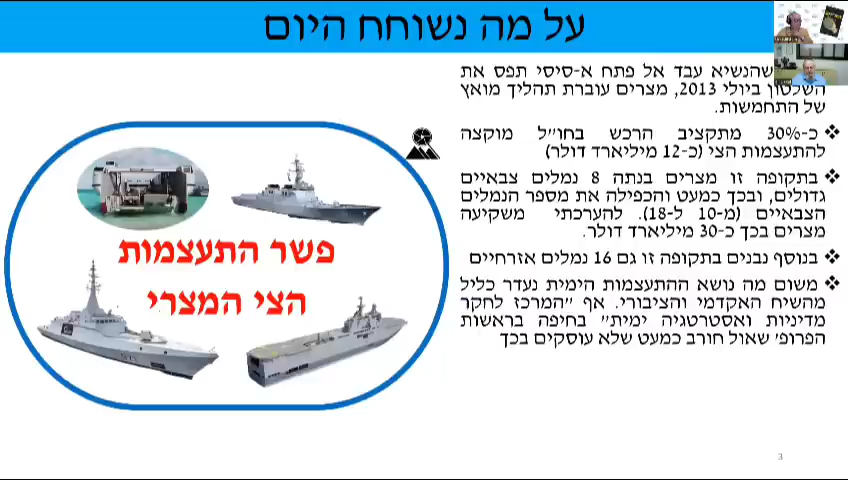 על מה נשוחח היום
שהנשיא עבד אל פתח א-סיסי תפס את
השלטון ביולי 2013, מצרים עוברת תהליך מואץ
של התחמשות.
❖ כ-30% מתקציב הרכש בחו״ל מוקצה
להתעצמות הצי (כ-12 מיליארד דולר)
❖ בתקופה זו מצרים בנתה 8 נמלים צבאיים
גדולים, ובכך כמעט והכפילה את מספר הנמלים
הצבאיים (מ-10 ל-18). להערכתי משקיעה
מצרים בכך כ-30 מיליארד דולר.
❖ בנוסף נבנים בתקופה זו גם 16 נמלים אזרחיים
❖ משום מה נושא ההתעצמות הימית נעדר כליל
מהשיח האקדמי והציבורי. אף ״המרכז לחקר
מדיניות ואסטרטגיה ימית״ בחיפה בראשות
הפרופ׳ שאול חורב כמעט שלא עוסקים בכך
פשר התעצמות
הצי המצרי
3